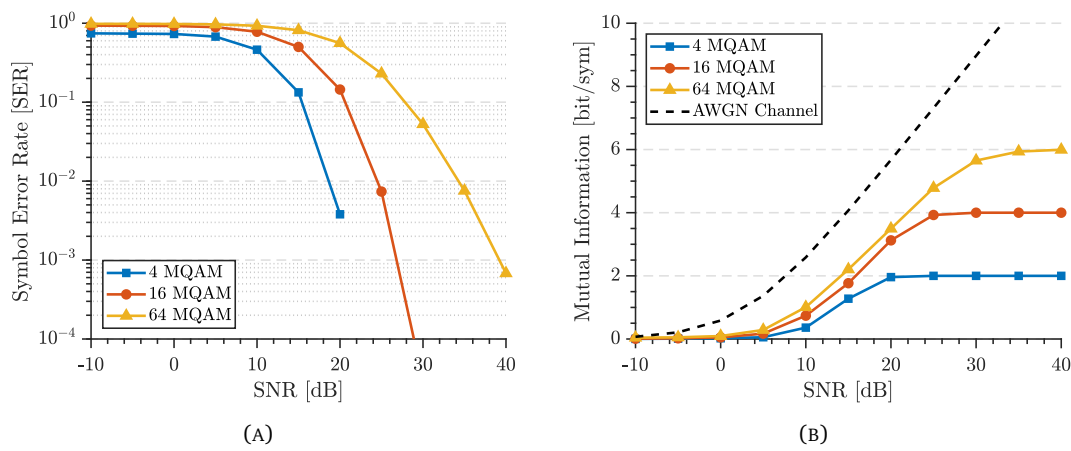 10^0
10^-1
10^-2
10^-3
10^-4
Symbol Error Rate [SER]
4 MQAM
16 MQAM
64 MQAM
-10 0 10 20 30 40
SNR [dB]
(A)
10
8
6
4
2
0
Mutual Information [bit/sym]
4 MQAM
16 MQAM
64 MQAM
AWGN Channel
-10 0 10 20 30 40
SNR [dB]
(B)